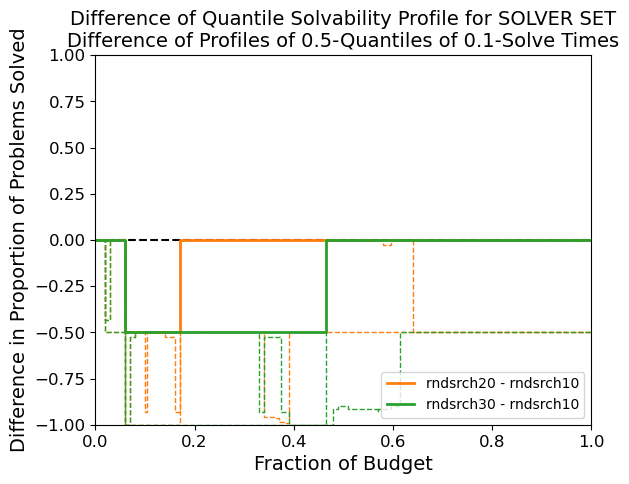 Difference of Quantile Solvability Profile for SOLVER SET
Difference of Profiles of 0.5-Quantiles of 0.1-Solve Times
Difference in Proportion of Problems Solved
1.00
0.75
0.50
0.25
0.00
−0.25
−0.50
−0.75
−1.00
rndsrch20 - rndsrch10
rndsrch30 - rndsrch10
0.0 0.2 0.4 0.6 0.8 1.0
Fraction of Budget